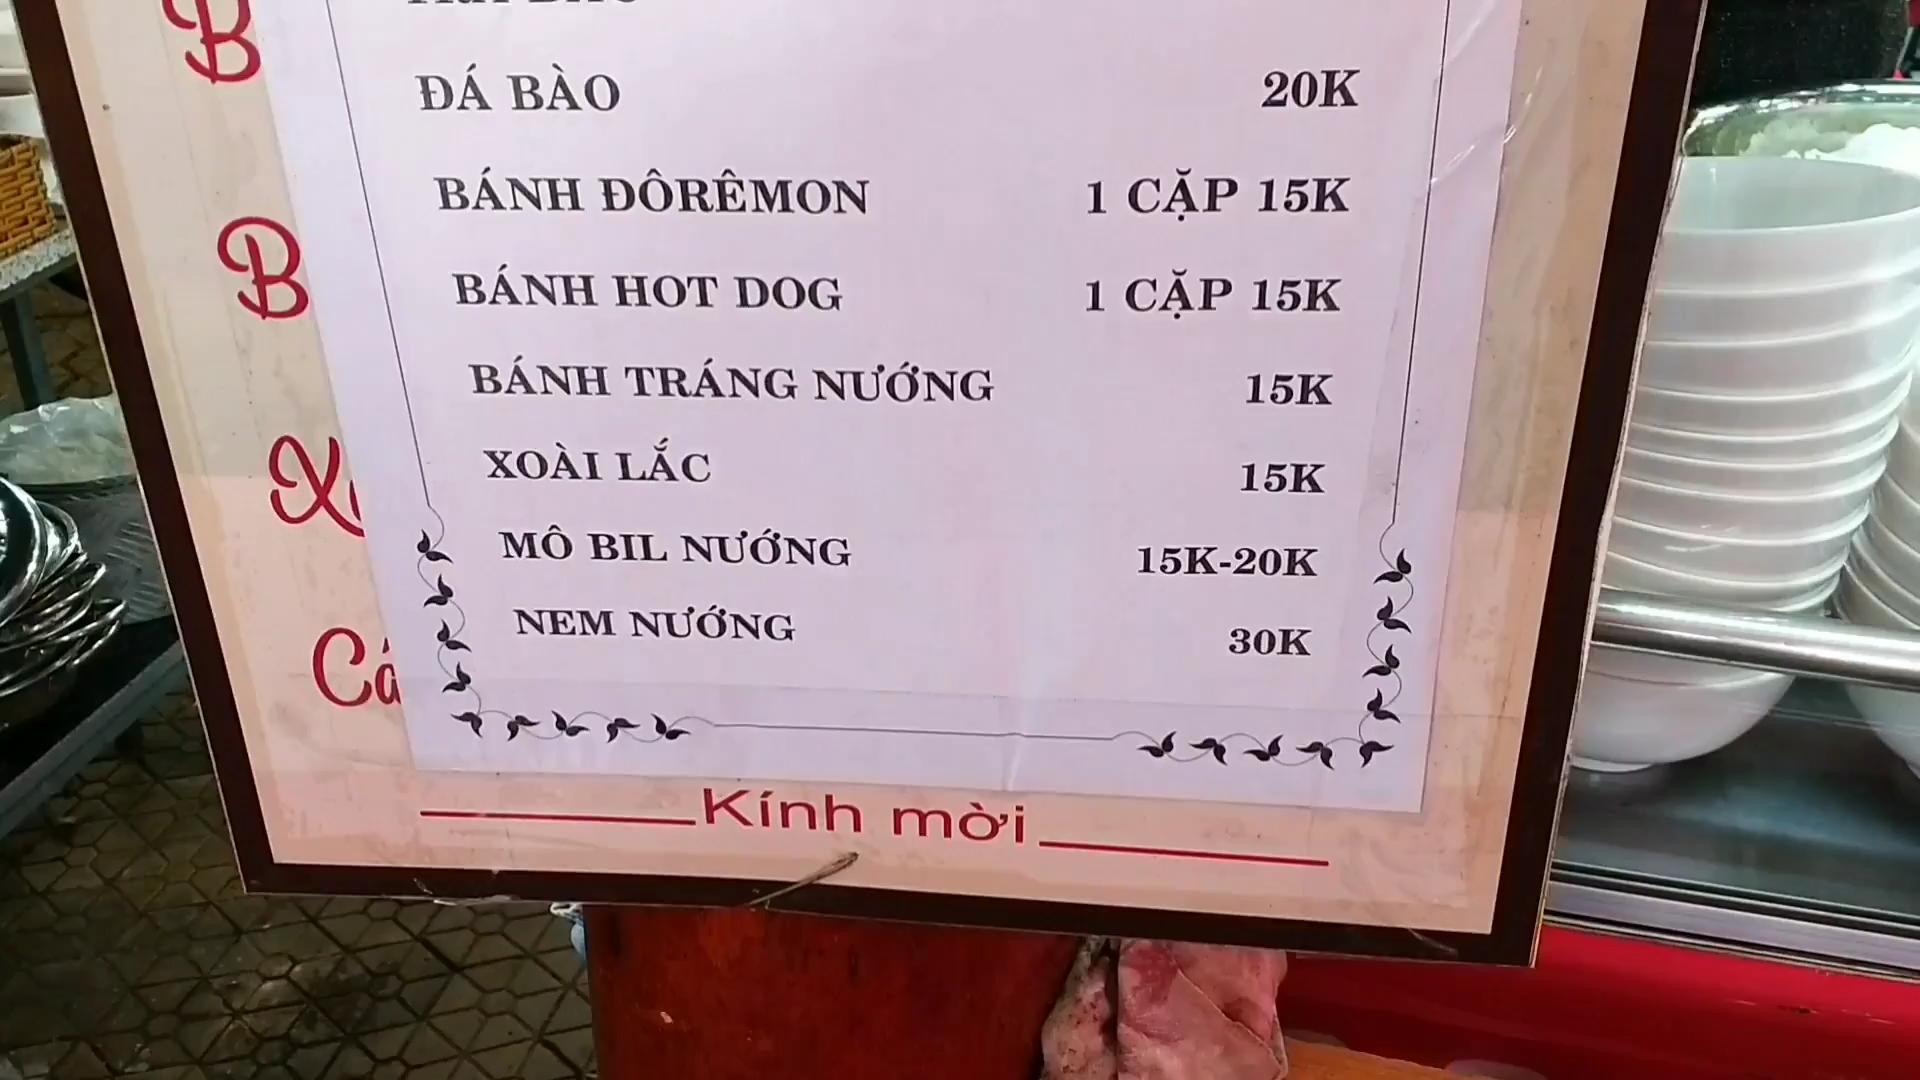 ĐÁ BÀO 20K
BÁNH ĐÔRÊMON 1 CẶP 15K
BÁNH HOT DOG 1 CẶP 15K
BÁNH TRÁNG NƯỚNG 15K
XOÀI LẮC 15K
MÔ BIL NƯỚNG 15K-20K
NEM NƯỚNG 30K
Kính mời